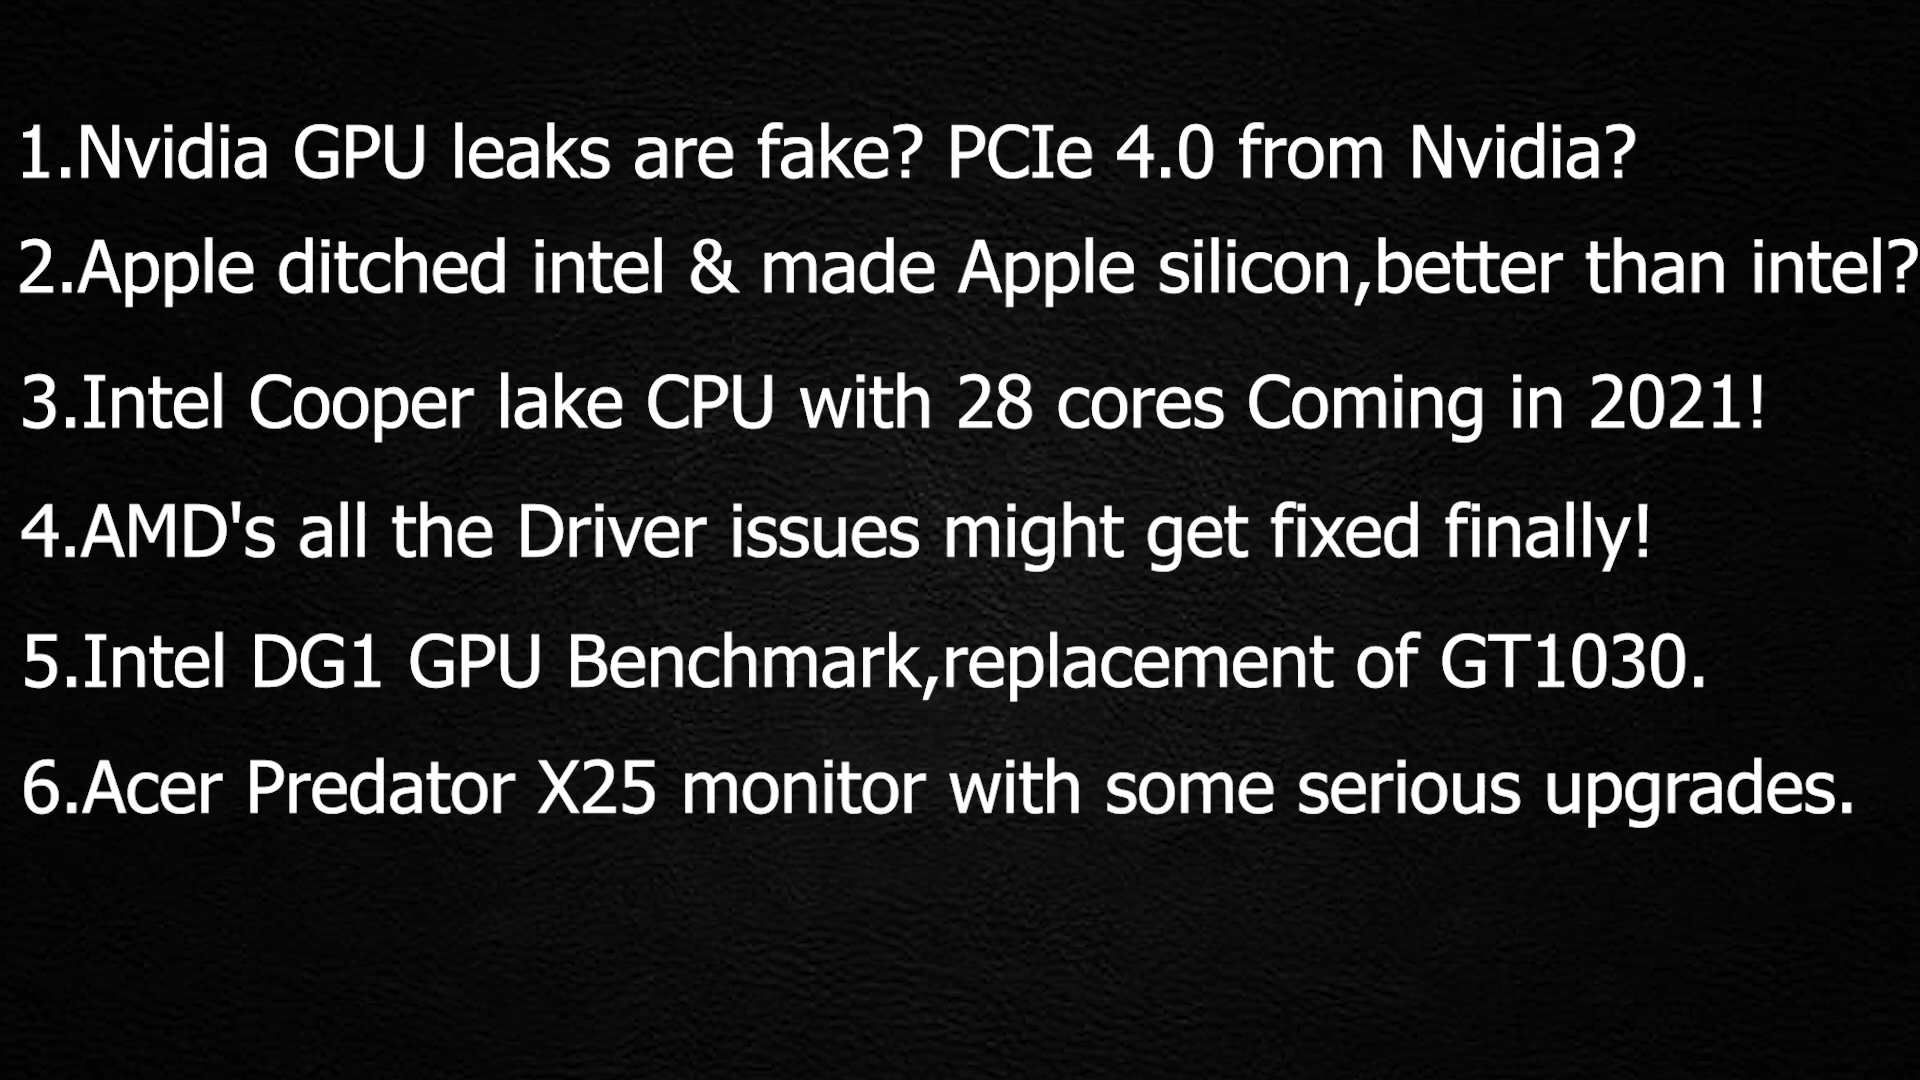 1.Nvidia GPU leaks are fake? PCIe 4.0 from Nvidia?
2.Apple ditched intel & made Apple silicon,better than intel?
3.Intel Cooper lake CPU with 28 cores Coming in 2021!
4.AMD's all the Driver issues might get fixed finally!
5.Intel DG1 GPU Benchmark,replacement of GT1030.
6.Acer Predator X25 monitor with some serious upgrades.